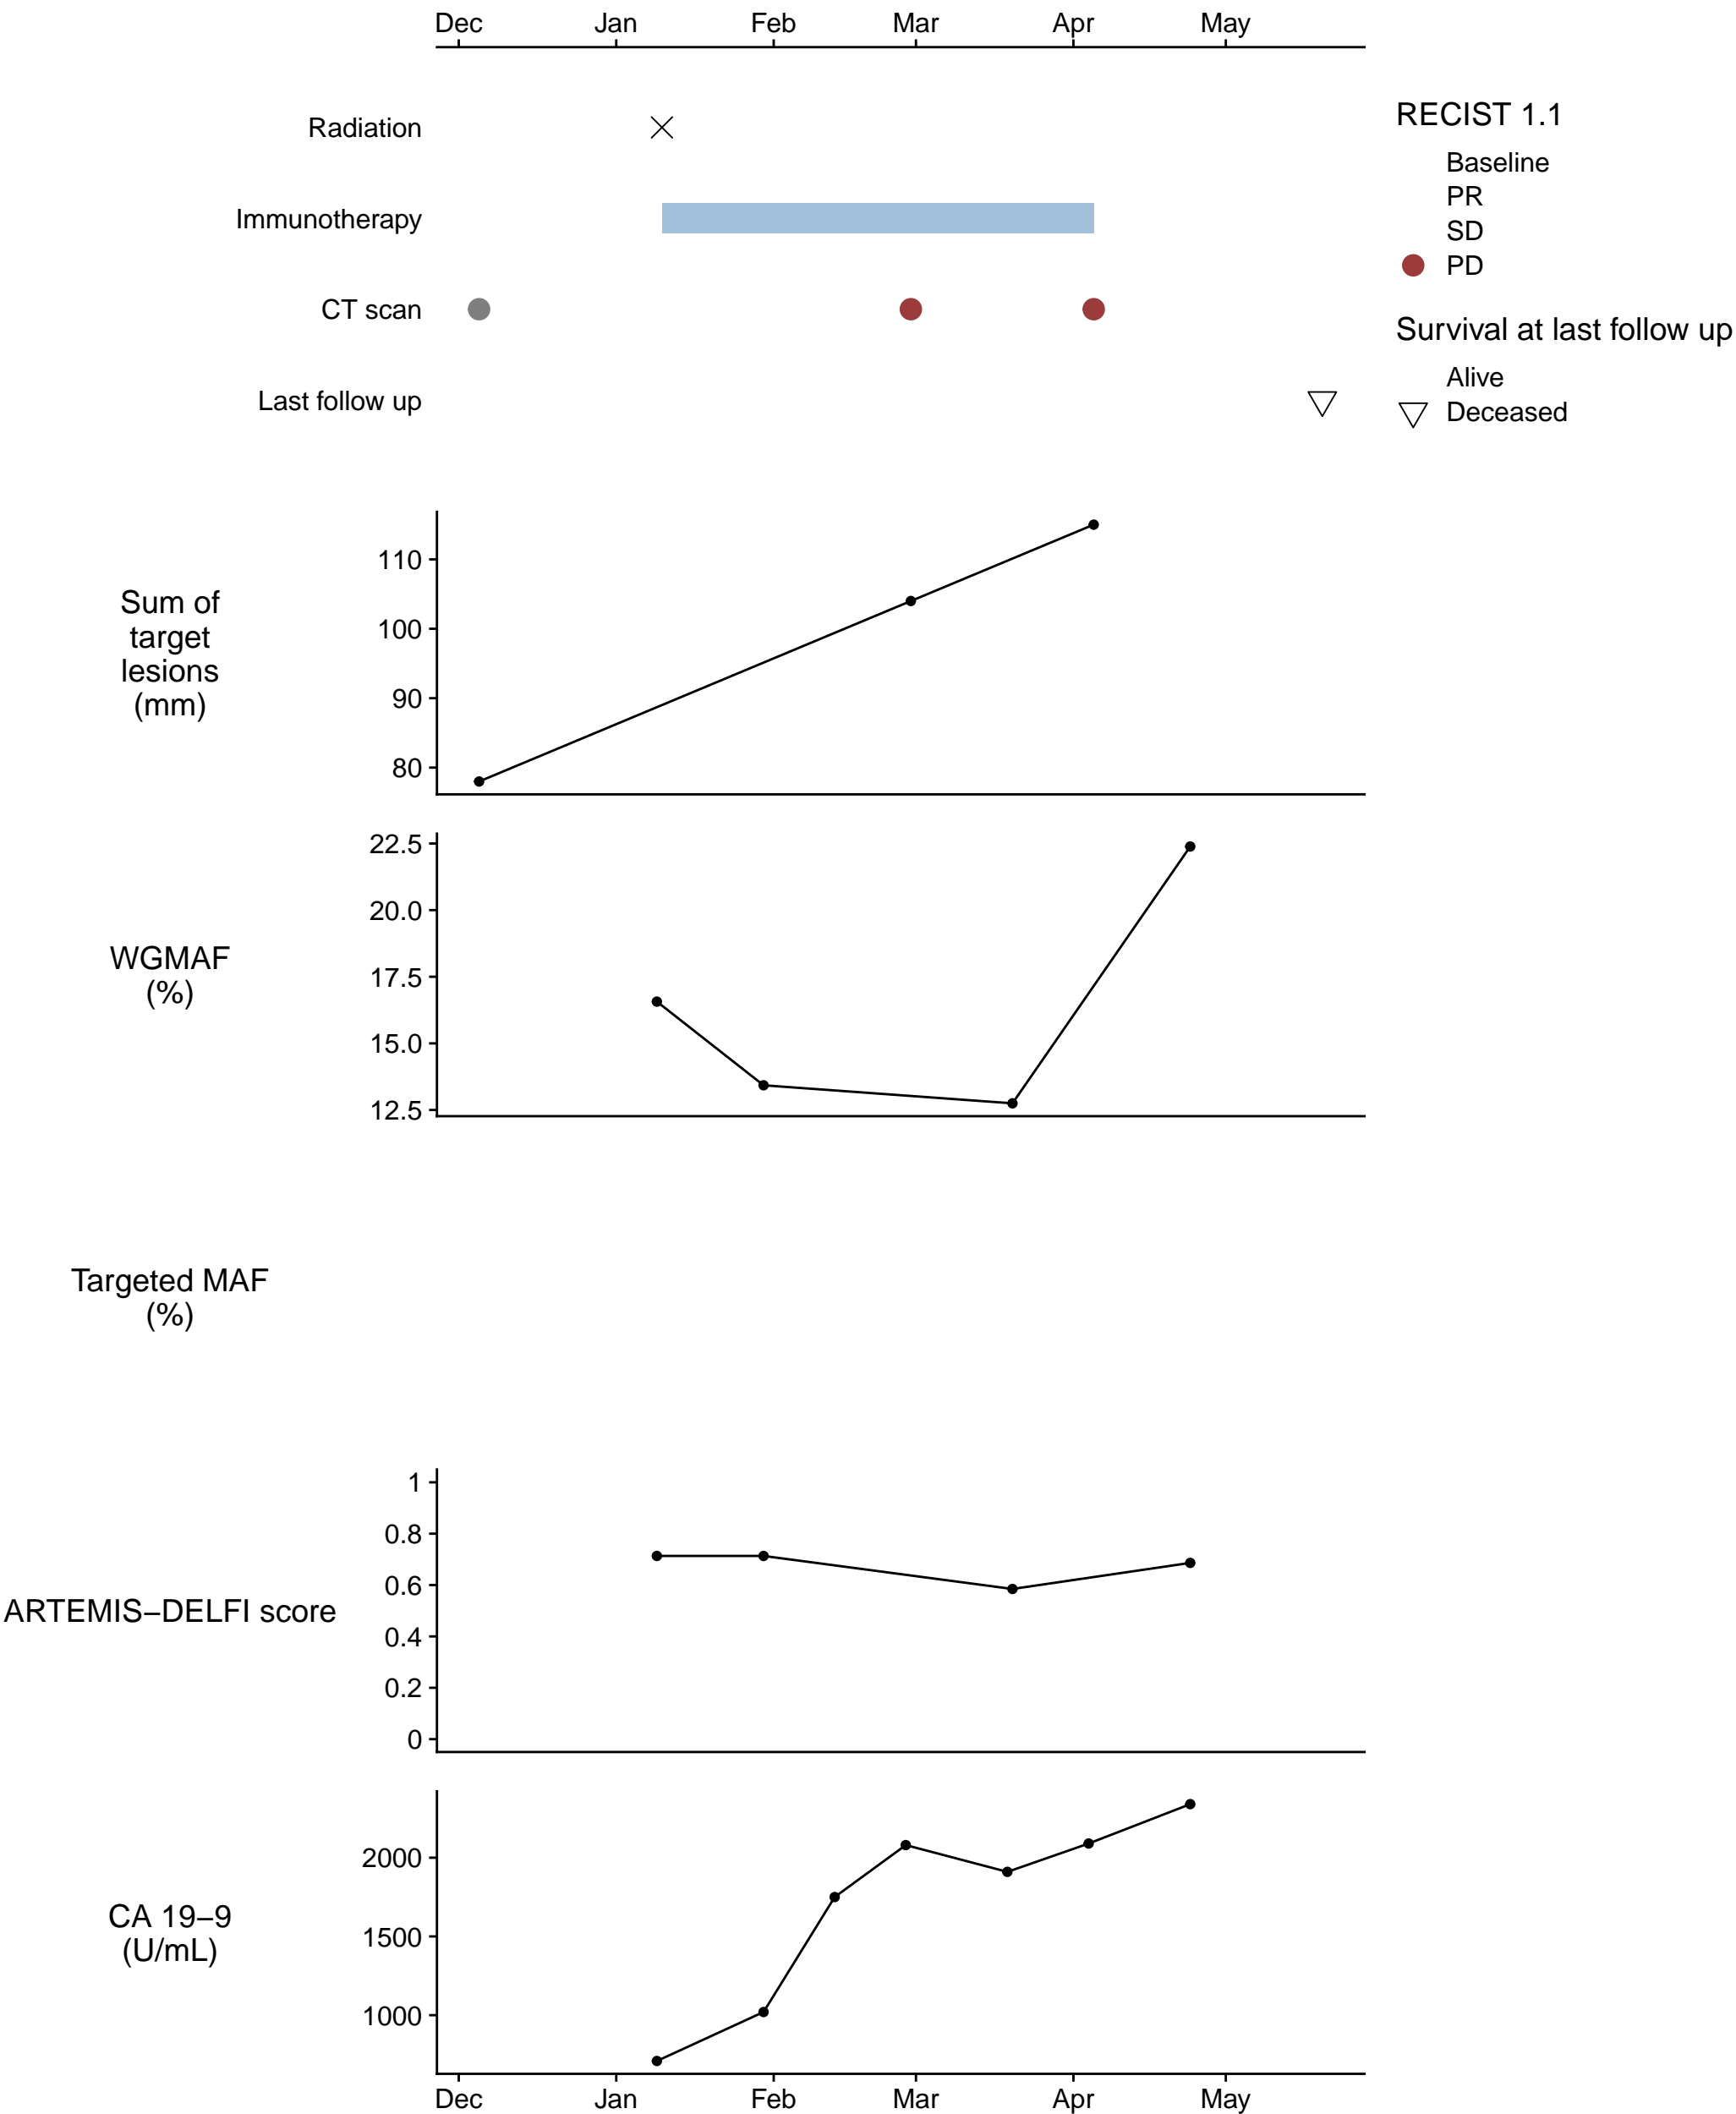 Dec Jan Feb Mar Apr May
Radiation
Immunotherapy
CT scan
Last follow up
RECIST 1.1
Baseline
PR
SD
PD
Survival at last follow up
Alive
Deceased
Sum of
target
lesions
(mm)
110
100
90
80
WGMAF
(%)
22.5
20.0
17.5
15.0
12.5
Targeted MAF
(%)
ARTEMIS−DELFI score
1
0.8
0.6
0.4
0.2
0
CA 19−9
(U/mL)
2000
1500
1000
Dec Jan Feb Mar Apr May